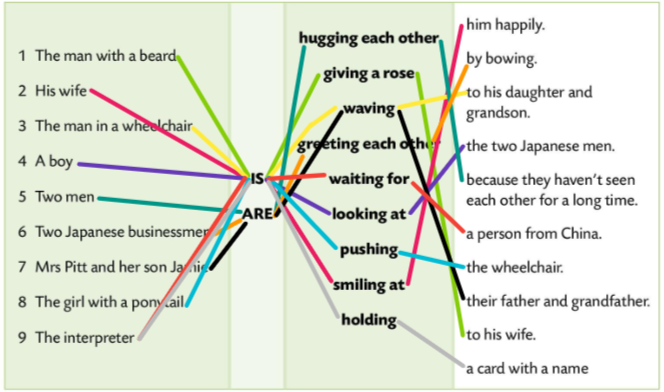 1 The man with a beard
2 His wife
3 The man in a wheelchair
4 A boy
5 Two men
6 Two Japanese businessmen
7 Mrs Pitt and her son Jamie
8 The girl with a ponytail
9 The interpreter
IS
ARE
hugging each other
giving a rose
waving
greeting each other
waiting for
looking at
pushing
smiling at
holding
him happily.
by bowing.
to his daughter and
grandson.
the two Japanese men.
because they haven't seen
each other for a long time.
a person from China.
the wheelchair.
their father and grandfather.
to his wife.
a card with a name